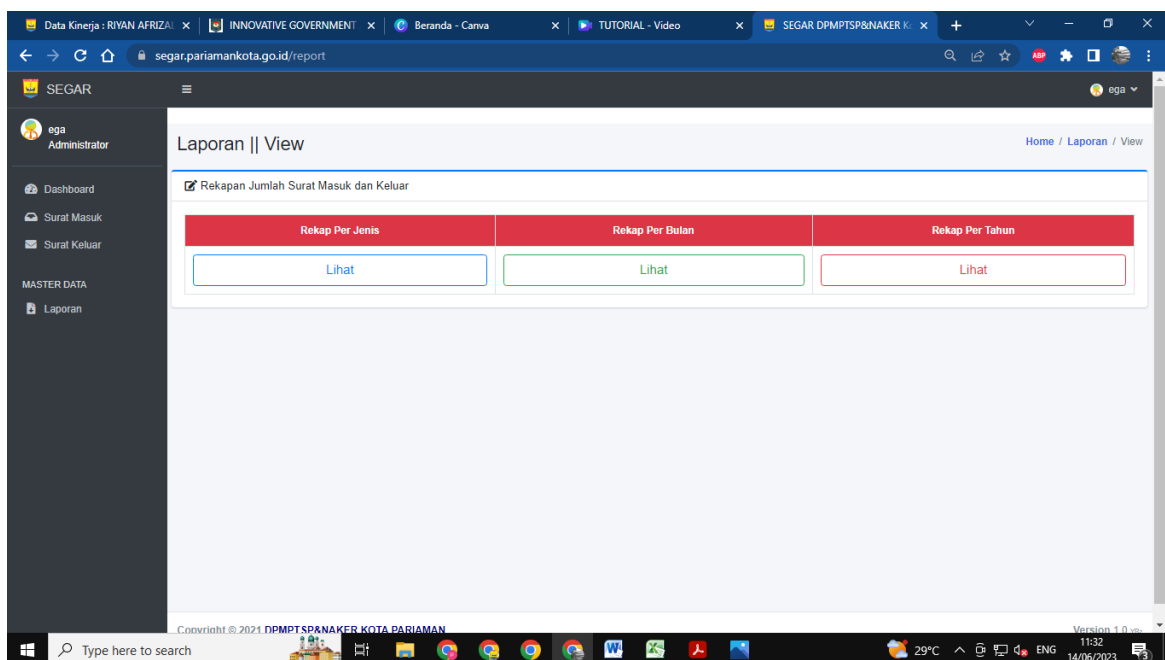 Data Kinerja : RIYAN AFRIZAL
INNOVATIVE GOVERNMENT
Beranda - Canva
TUTORIAL - Video
SEGAR DPMPTSP&NAKER K
segar.pariamankota.go.id/report
ABP
SEGAR
ega
ega
Administrator
Laporan || View
Home / Laporan / View
Dashboard
Surat Masuk
Surat Keluar
MASTER DATA
Laporan
Rekapan Jumlah Surat Masuk dan Keluar
Rekap Per Jenis Rekap Per Bulan Rekap Per Tahun
Lihat Lihat Lihat
Copyright © 2021 DPMPTSP&NAKER KOTA PARIAMAN
Version 1.0
Type here to search
29°C
ENG
11:32
14/06/2023
3